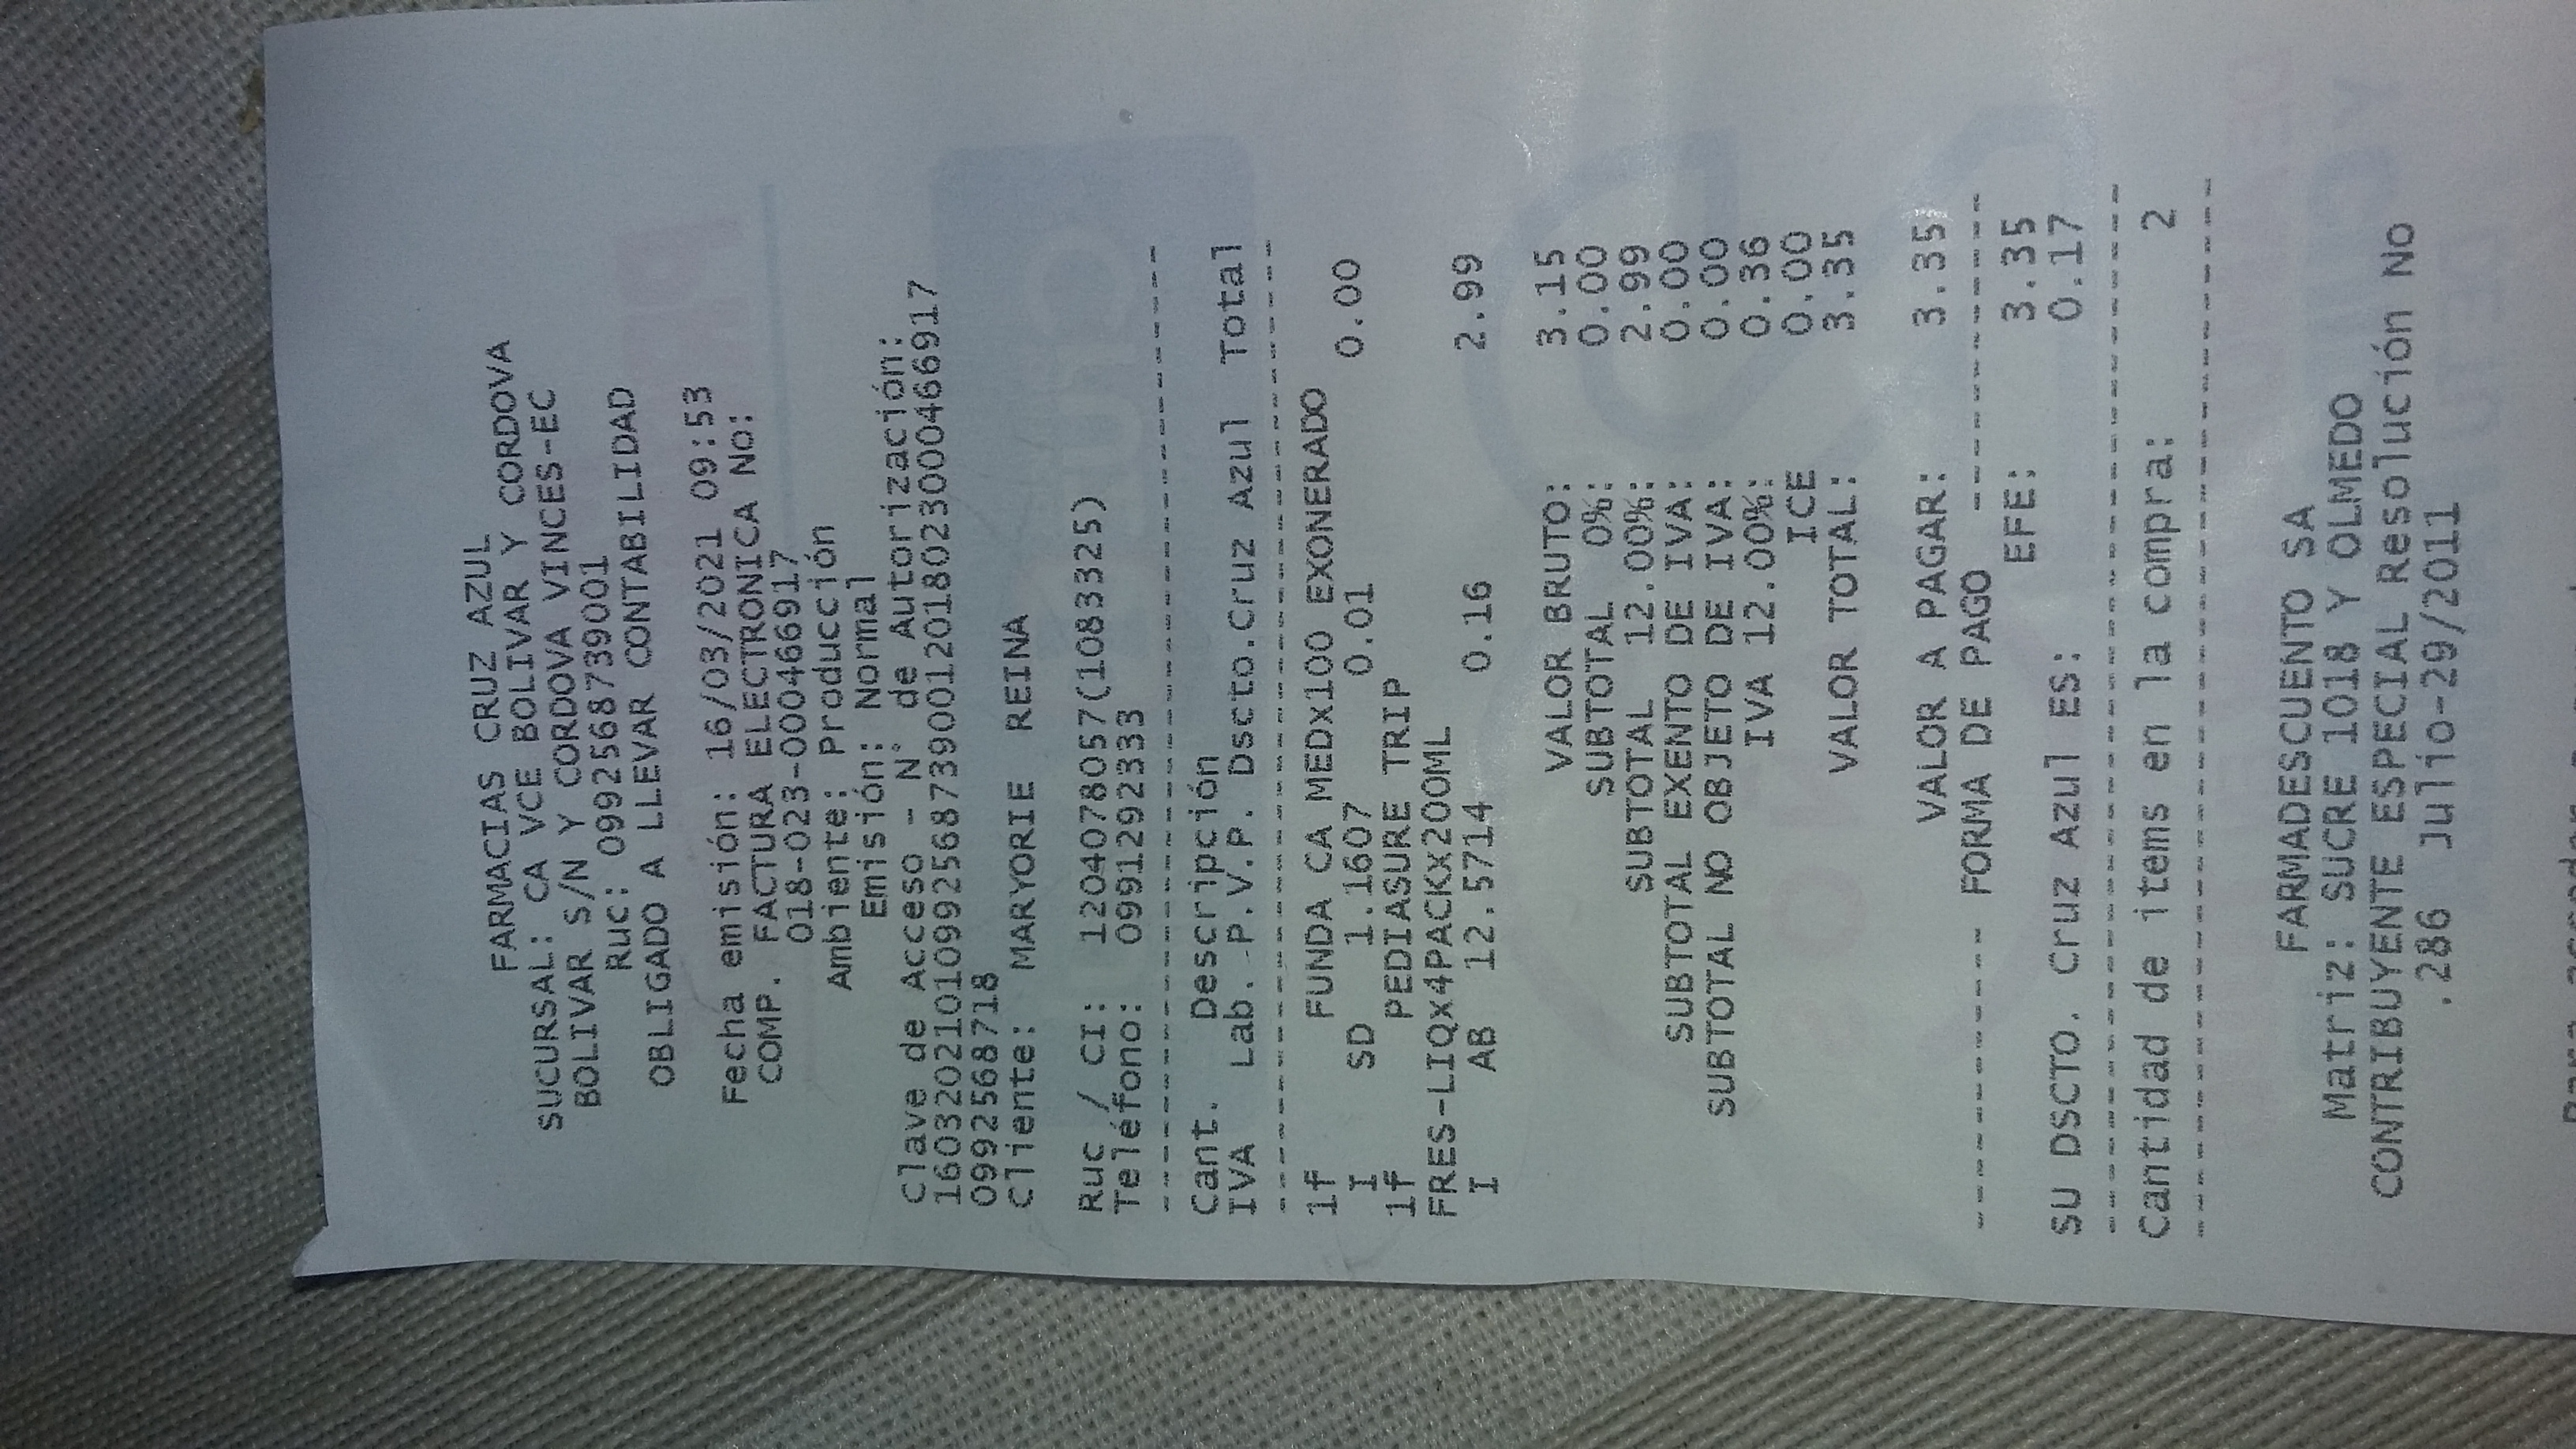 FARMACIAS CRUZ AZUL
SUCURSAL: CA VCE BOLIVAR Y CORDOVA
BOLIVAR S/N Y CORDOVA VINCES-EC
Ruc: 0992568739001
OBLIGADO A LLEVAR CONTABILIDAD
Fecha emisión: 16/03/2021 09:53
COMP. FACTURA ELECTRONICA No:
018-023-000466917
Ambiente: Producción
Emisión: Normal
Clave de Acceso - N° de Autorización:
160320210109925687390012018023000466917
0992568718
Cliente: MARYORIE REINA
Ruc / CI: 1204078057(1083325)
Teléfono: 0991292333
Cant. Descripción
IVA Lab. P.V.P. Dscto.Cruz Azul Total
1f FUNDA CA MEDx100 EXONERADO
I SD 1.1607 0.01 0.00
1f PEDIASURE TRIP
FRES-LIQx4PACKx200ML
I AB 12.5714 0.16 2.99
VALOR BRUTO: 3.15
SUBTOTAL 0%: 0.00
SUBTOTAL 12.00%: 2.99
SUBTOTAL EXENTO DE IVA: 0.00
SUBTOTAL NO OBJETO DE IVA: 0.00
IVA 12.00%: 0.36
ICE 0.00
VALOR TOTAL: 3.35
VALOR A PAGAR: 3.35
------------ FORMA DE PAGO ------------
EFE: 3.35
SU DSCTO. Cruz Azul ES: 0.17
Cantidad de items en la compra: 2
FARMADESCUENTO SA
Matriz: SUCRE 1018 Y OLMEDO
CONTRIBUYENTE ESPECIAL Resolución No
.286 Julio-29/2011